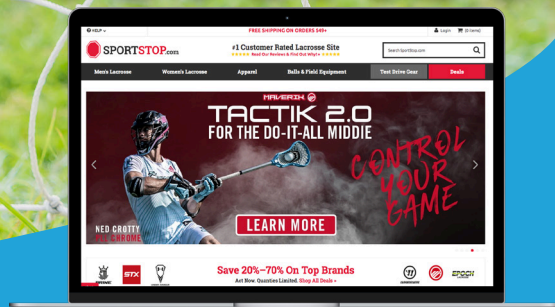 HELP
FREE SHIPPING ON ORDERS $49+
Login
(0 items)
SPORTSTOP.com
#1 Customer Rated Lacrosse Site
Read Our Reviews & Find Out Why!
Search SportStop.com
Men's Lacrosse
Women's Lacrosse
Apparel
Balls & Field Equipment
Test Drive Gear
Deals
MAVERIK
TACTIK 2.0
FOR THE DO-IT-ALL MIDDIE
CONTROL
YOUR
GAME
NED CROTTY
LEARN MORE
STX
Save 20%–70% On Top Brands
Act Now. Quantites Limited. Shop All Deals
EPOCH